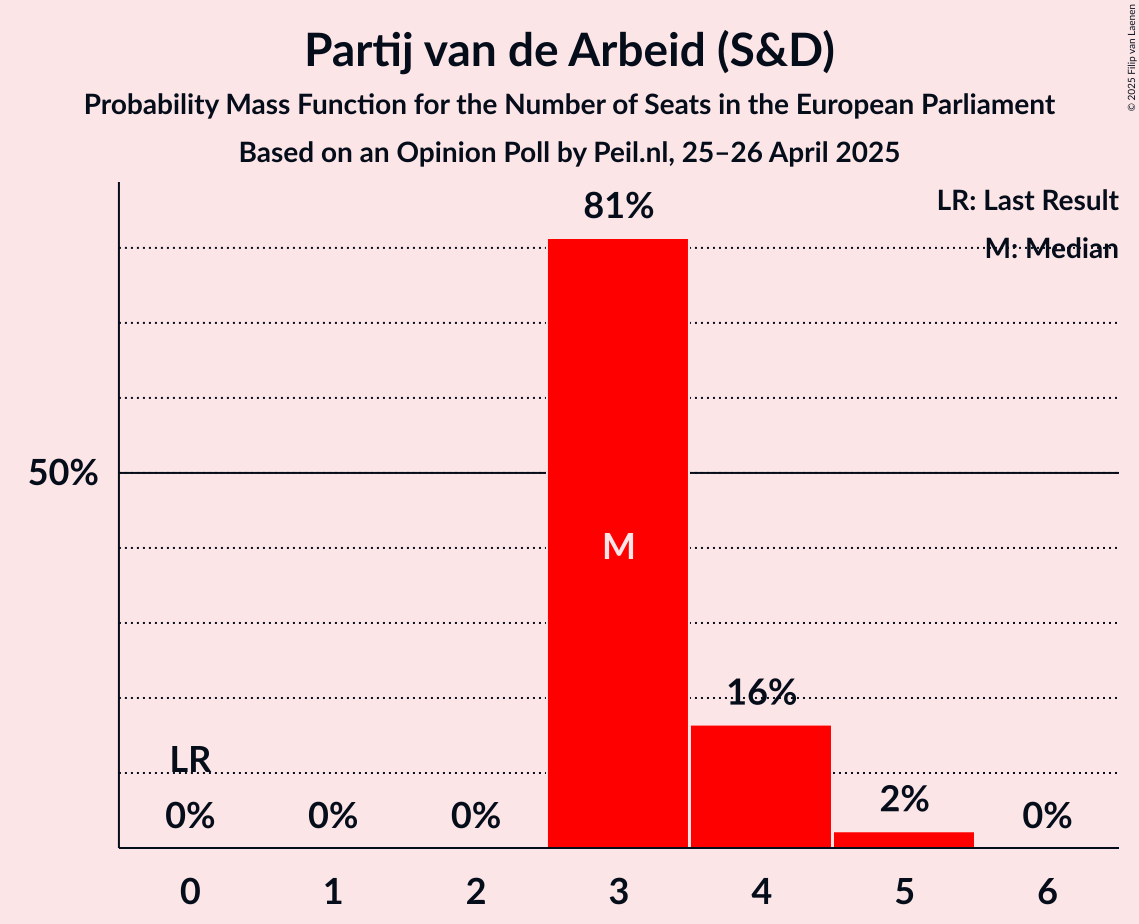 Partij van de Arbeid (S&D)
Probability Mass Function for the Number of Seats in the European Parliament
Based on an Opinion Poll by Peil.nl, 25–26 April 2025
© 2025 Filip van Laenen
LR: Last Result
M: Median
81%
50%
M
16%
LR
2%
0% 0% 0% 0%
0 1 2 3 4 5 6